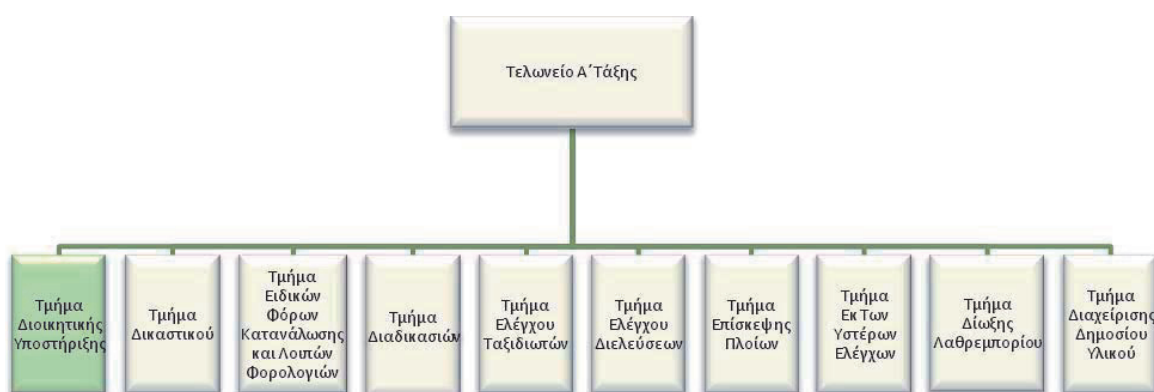 Τελωνείο Α΄ Τάξης
Τμήμα
Διοικητικής
Υποστήριξης
Τμήμα
Δικαστικού
Τμήμα
Ειδικών
Φόρων
Κατανάλωσης
και Λουτών
Φορολογιών
Τμήμα
Διαδικασιών
Τμήμα
Ελέγχου
Ταξιδιωτών
Τμήμα
Ελέγχου
Διελεύσεων
Τμήμα
Επίσκεψης
Πλοίων
Τμήμα
Εκ Των
Υστέρων
Ελέγχων
Τμήμα
Δίωξης
Λαθρεμπορίου
Τμήμα
Διαχείρισης
Δημοσίου
Υλικού